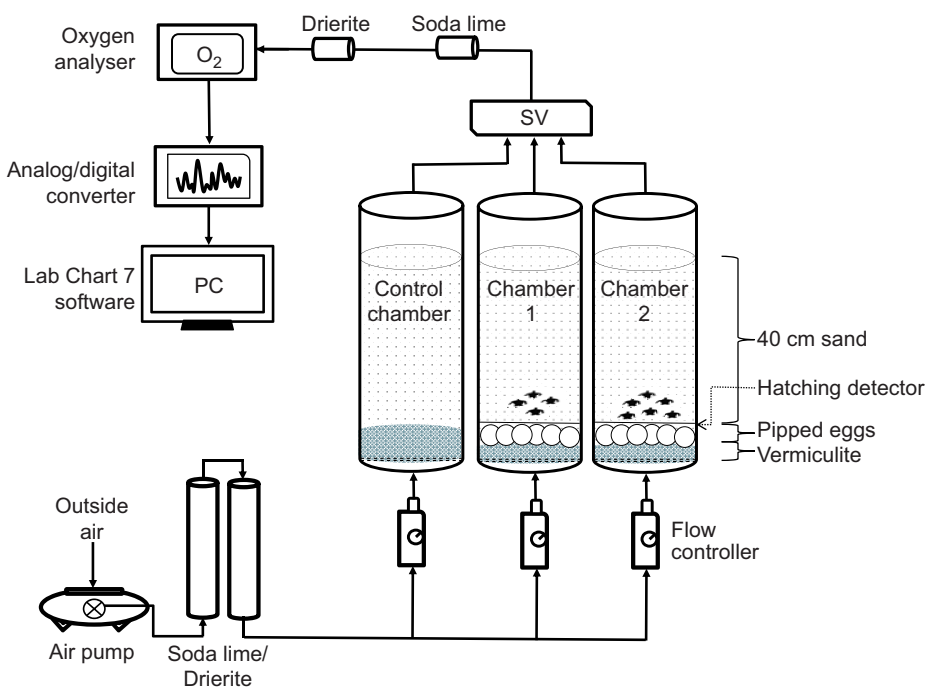 Drierite
Soda lime
Oxygen
analyser
O2
SV
Analog/digital
converter
Lab Chart 7
software
PC
Control
chamber
Chamber
1
Chamber
2
40 cm sand
Hatching detector
Pipped eggs
Vermiculite
Flow
controller
Outside
air
Air pump
Soda lime/
Drierite